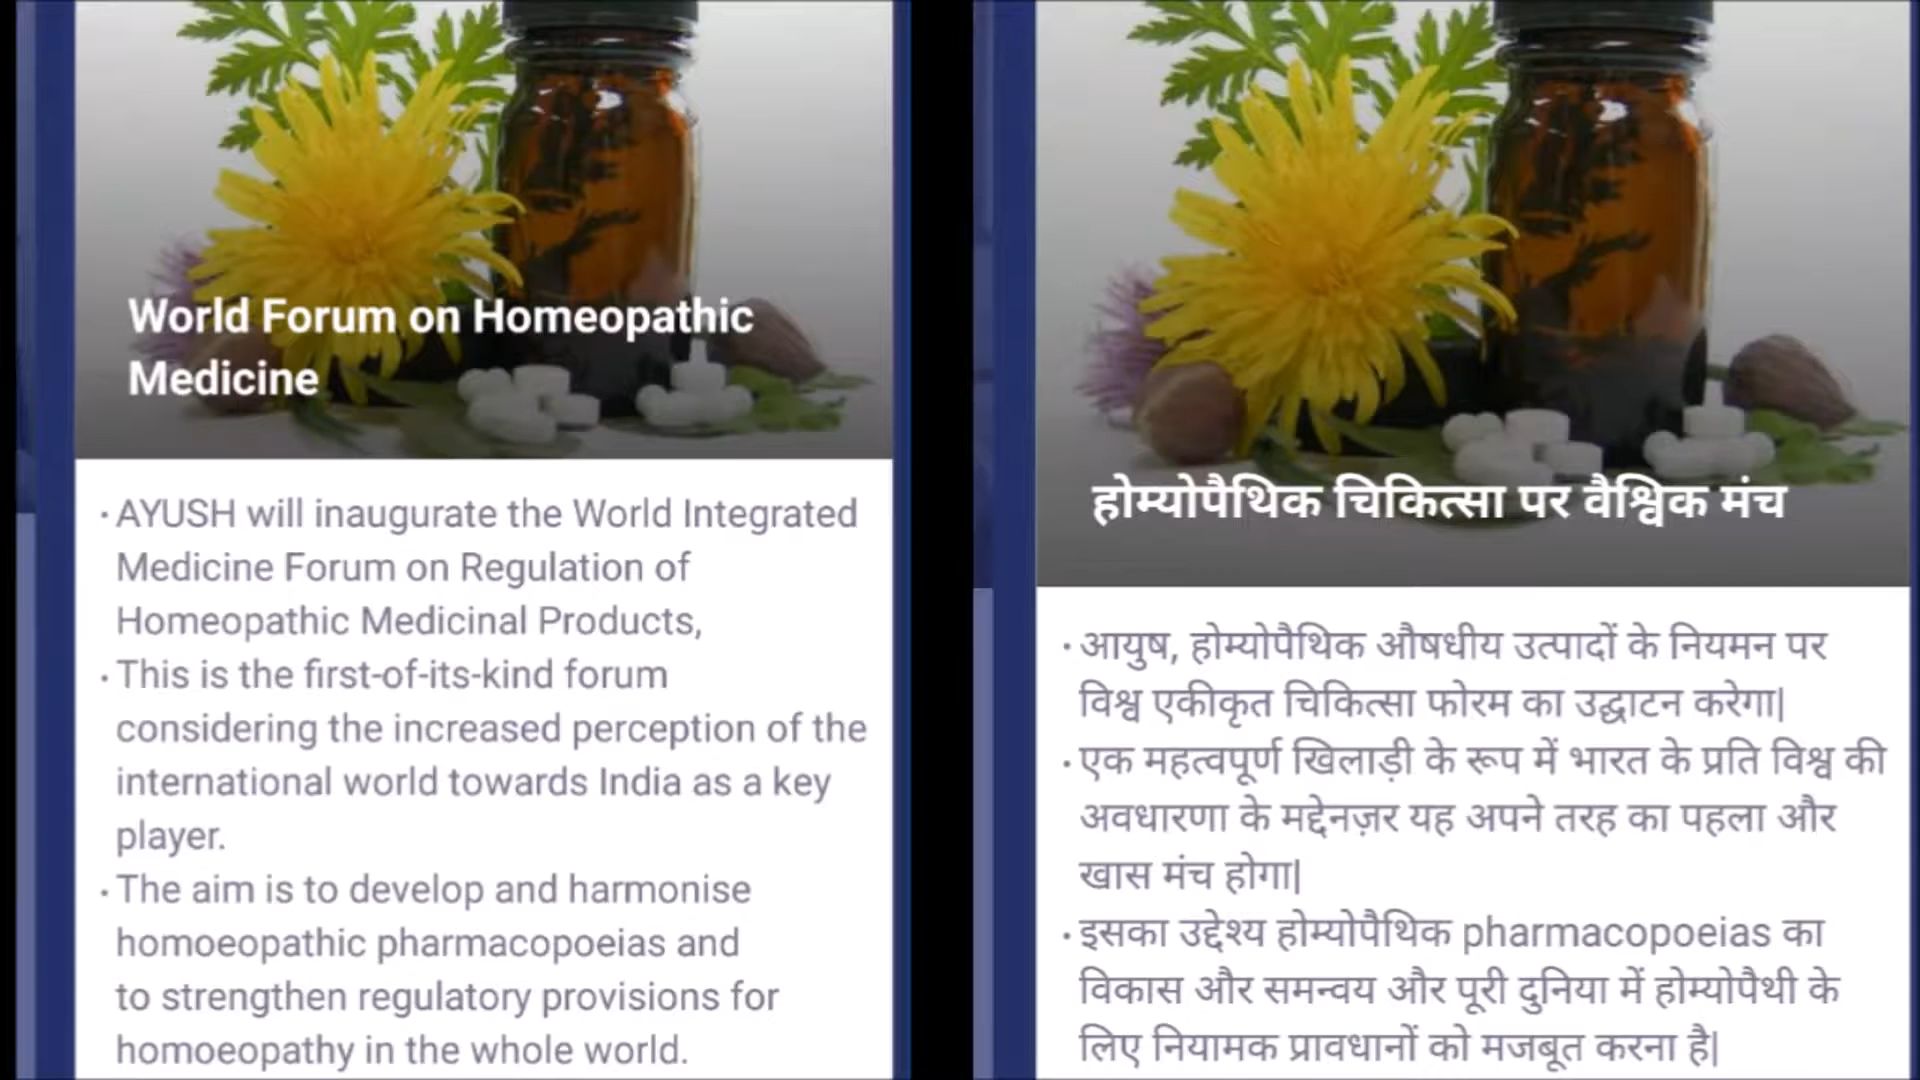 World Forum on Homeopathic
Medicine
· AYUSH will inaugurate the World Integrated
Medicine Forum on Regulation of
Homeopathic Medicinal Products,
· This is the first-of-its-kind forum
considering the increased perception of the
international world towards India as a key
player.
· The aim is to develop and harmonise
homoeopathic pharmacopoeias and
to strengthen regulatory provisions for
homoeopathy in the whole world.
होम्योपैथिक चिकित्सा पर वैश्विक मंच
· आयुष, होम्योपैथिक औषधीय उत्पादों के नियमन पर
विश्व एकीकृत चिकित्सा फोरम का उद्घाटन करेगा|
· एक महत्वपूर्ण खिलाड़ी के रूप में भारत के प्रति विश्व की
अवधारणा के मद्देनज़र यह अपने तरह का पहला और
खास मंच होगा|
· इसका उद्देश्य होम्योपैथिक pharmacopoeias का
विकास और समन्वय और पूरी दुनिया में होम्योपैथी के
लिए नियामक प्रावधानों को मजबूत करना है|